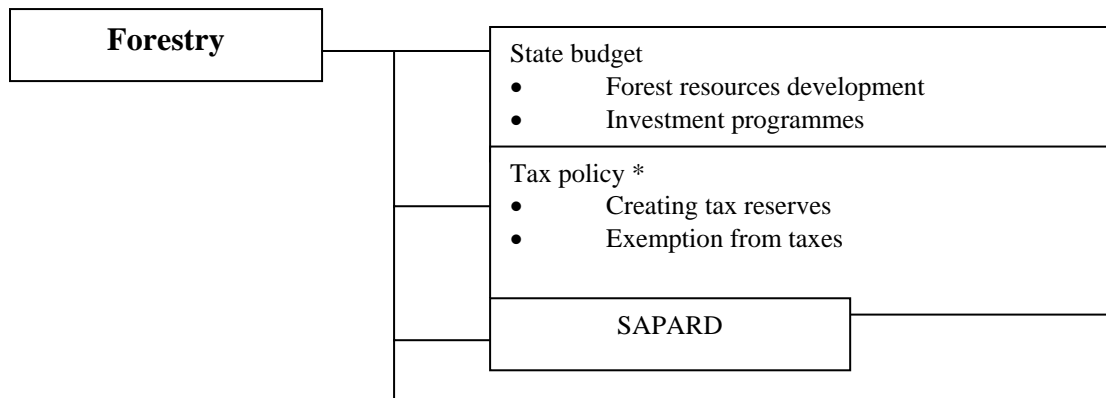 Forestry
State budget
• Forest resources development
• Investment programmes
Tax policy *
• Creating tax reserves
• Exemption from taxes
SAPARD